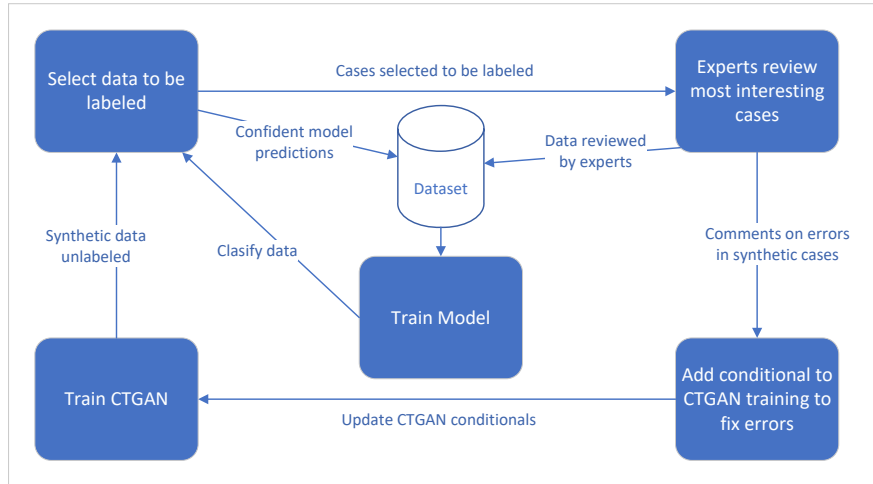 Select data to be
labeled
Cases selected to be labeled
Experts review
most interesting
cases
Confident model
predictions
Data reviewed
by experts
Dataset
Synthetic data
unlabeled
Clasify data
Comments on errors
in synthetic cases
Train Model
Train CTGAN
Update CTGAN conditionals
Add conditional to
CTGAN training to
fix errors